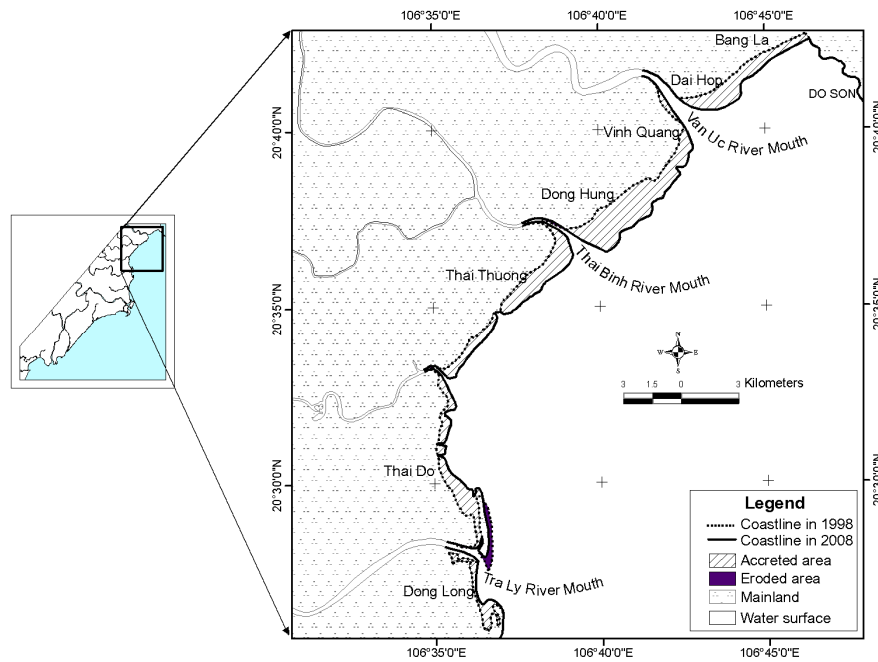 106°35'0"E 106°40'0"E 106°45'0"E
Bang La
Dai Hop
DO SON
20°40'0"N
Vinh Quang
Van Uc River Mouth
Dong Hung
Thai Thuong
Thai Binh River Mouth
20°35'0"N
N
W E
S
3 1.5 0 3 Kilometers
Thai Do
20°30'0"N
Legend
Coastline in 1998
Coastline in 2008
Accreted area
Eroded area
Mainland
Water surface
Tra Ly River Mouth
Dong Long
106°35'0"E 106°40'0"E 106°45'0"E